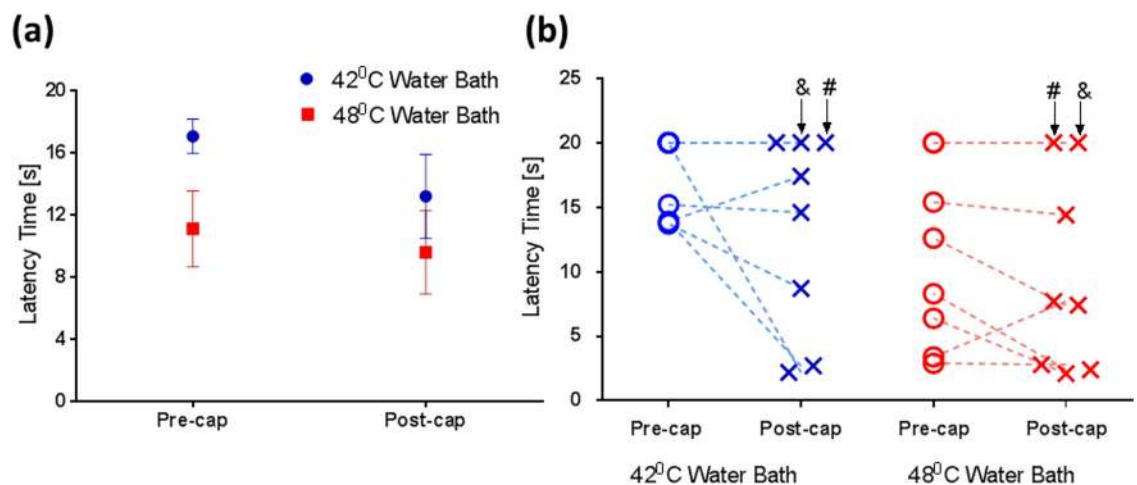 (a)
42⁰C Water Bath
48⁰C Water Bath
Latency Time [s]
20
16
12
8
4
0
Pre-cap
Post-cap
(b)
Latency Time [s]
25
20
15
10
5
0
& #
# &
Pre-cap
Post-cap
Pre-cap
Post-cap
42⁰C Water Bath
48⁰C Water Bath